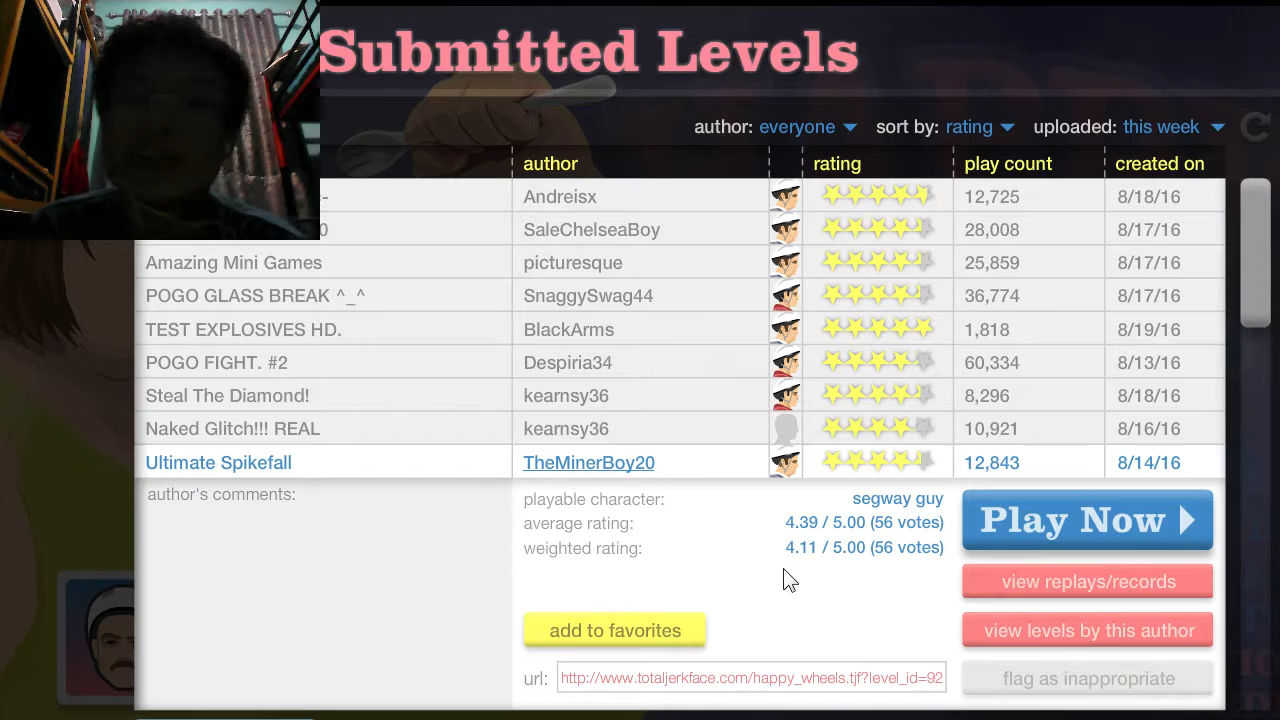 Submitted Levels
author: everyone sort by: rating uploaded: this week
author rating play count created on
:- Andreisx 12,725 8/18/16
0 SaleChelseaBoy 28,008 8/17/16
Amazing Mini Games picturesque 25,859 8/17/16
POGO GLASS BREAK ^_^ SnaggySwag44 36,774 8/17/16
TEST EXPLOSIVES HD. BlackArms 1,818 8/19/16
POGO FIGHT. #2 Despiria34 60,334 8/13/16
Steal The Diamond! kearnsy36 8,296 8/18/16
Naked Glitch!!! REAL kearnsy36 10,921 8/16/16
Ultimate Spikefall TheMinerBoy20 12,843 8/14/16
author's comments:
playable character: segway guy
average rating: 4.39 / 5.00 (56 votes)
weighted rating: 4.11 / 5.00 (56 votes)
Play Now
view replays/records
add to favorites
view levels by this author
url: http://www.totaljerkface.com/happy_wheels.tjf?level_id=92
flag as inappropriate